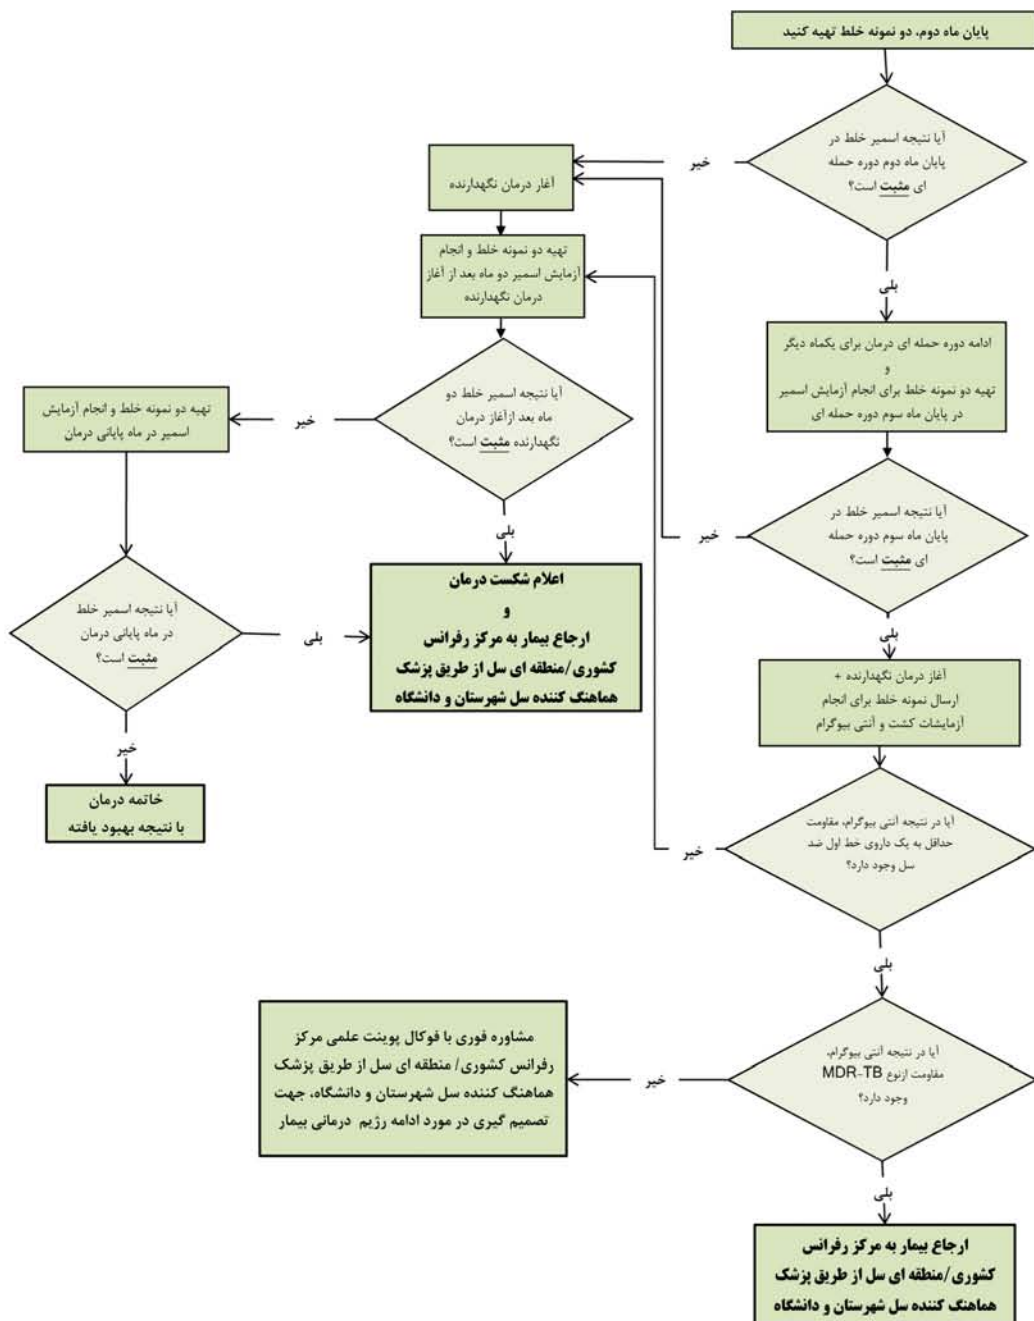 پایان ماه دوم، دو نمونه خلط تهیه کنید
آیا نتیجه اسمیر خلط در
پایان ماه دوم دوره حمله
ای مثبت است؟
خیر
بلی
آغاز درمان نگهدارنده
تهیه دو نمونه خلط و انجام
آزمایش اسمیر دو ماه بعد از آغاز
درمان نگهدارنده
ادامه دوره حمله ای درمان برای یکماه دیگر
و
تهیه دو نمونه خلط برای انجام آزمایش اسمیر
در پایان ماه سوم دوره حمله ای
آیا نتیجه اسمیر خلط دو
ماه بعد ازآغاز درمان
نگهدارنده مثبت است؟
خیر
بلی
تهیه دو نمونه خلط و انجام آزمایش
اسمیر در ماه پایانی درمان
آیا نتیجه اسمیر خلط در
پایان ماه سوم دوره حمله
ای مثبت است؟
خیر
بلی
اعلام شکست درمان
و
ارجاع بیمار به مرکز رفرانس
کشوری/منطقه ای سل از طریق پزشک
هماهنگ کننده سل شهرستان و دانشگاه
آیا نتیجه اسمیر خلط
در ماه پایانی درمان
مثبت است؟
بلی
خیر
خاتمه درمان
با نتیجه بهبود یافته
آغاز درمان نگهدارنده +
ارسال نمونه خلط برای انجام
آزمایشات کشت و آنتی بیوگرام
آیا در نتیجه آنتی بیوگرام، مقاومت
حداقل به یک داروی خط اول ضد
سل وجود دارد؟
خیر
بلی
آیا در نتیجه آنتی بیوگرام،
مقاومت ازنوع MDR-TB
وجود دارد؟
خیر
بلی
مشاوره فوری با فوکال پوینت علمی مرکز
رفرانس کشوری/ منطقه ای سل از طریق پزشک
هماهنگ کننده سل شهرستان و دانشگاه، جهت
تصمیم گیری در مورد ادامه رژیم درمانی بیمار
ارجاع بیمار به مرکز رفرانس
کشوری/منطقه ای سل از طریق پزشک
هماهنگ کننده سل شهرستان و دانشگاه